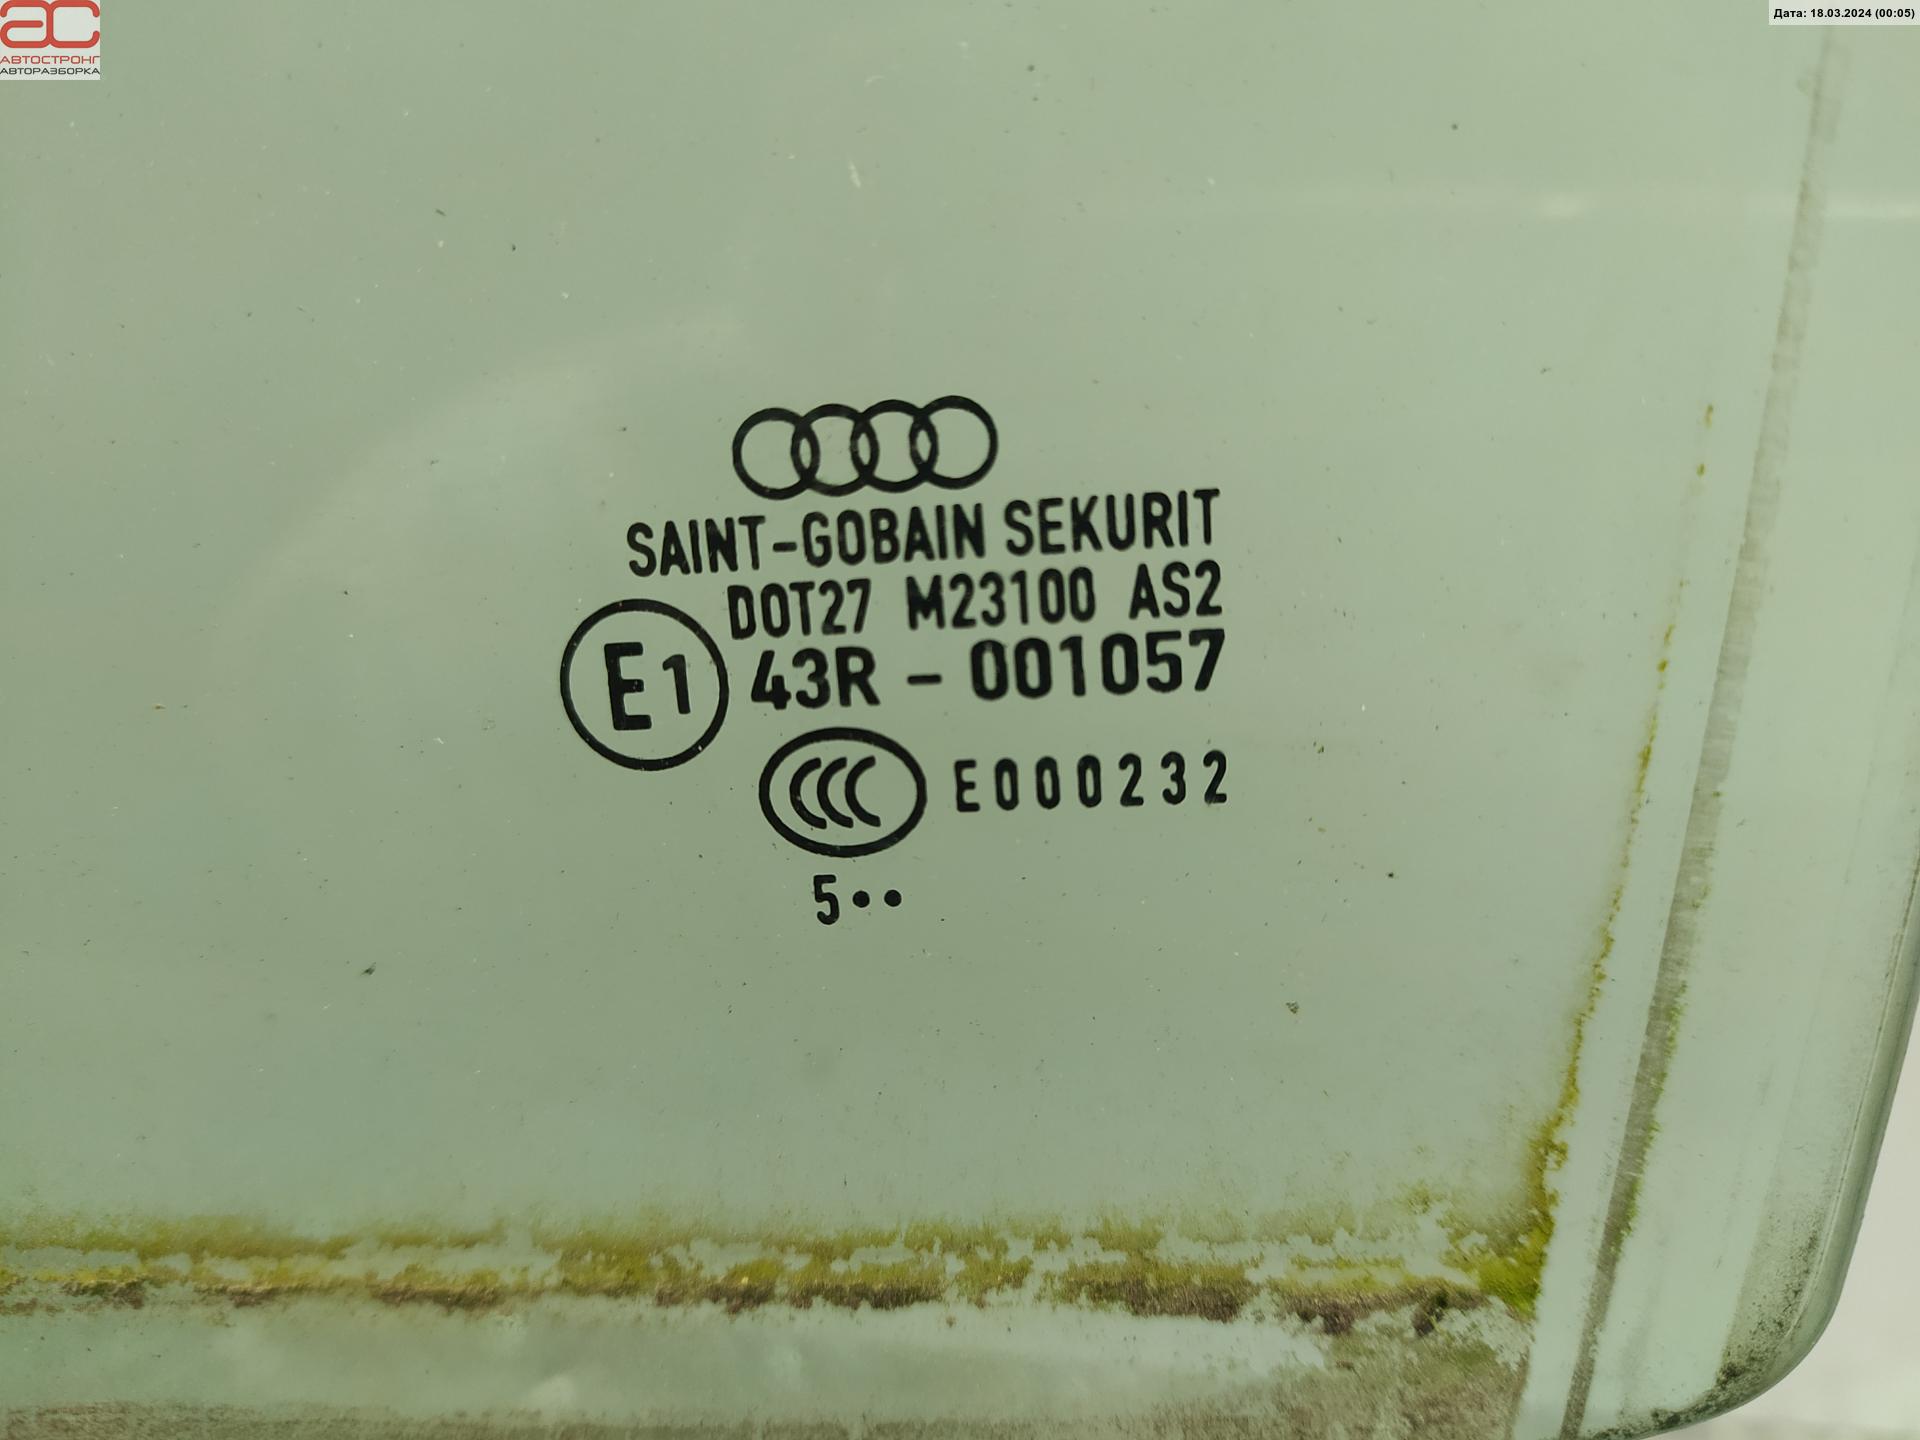 АС
АВТОСТРОНГ
АВТОРАЗБОРКА
Дата: 18.03.2024 (00:05)
SAINT-GOBAIN SEKURIT
DOT27 M23100 AS2
E1 43R - 001057
CCC E000232
5••